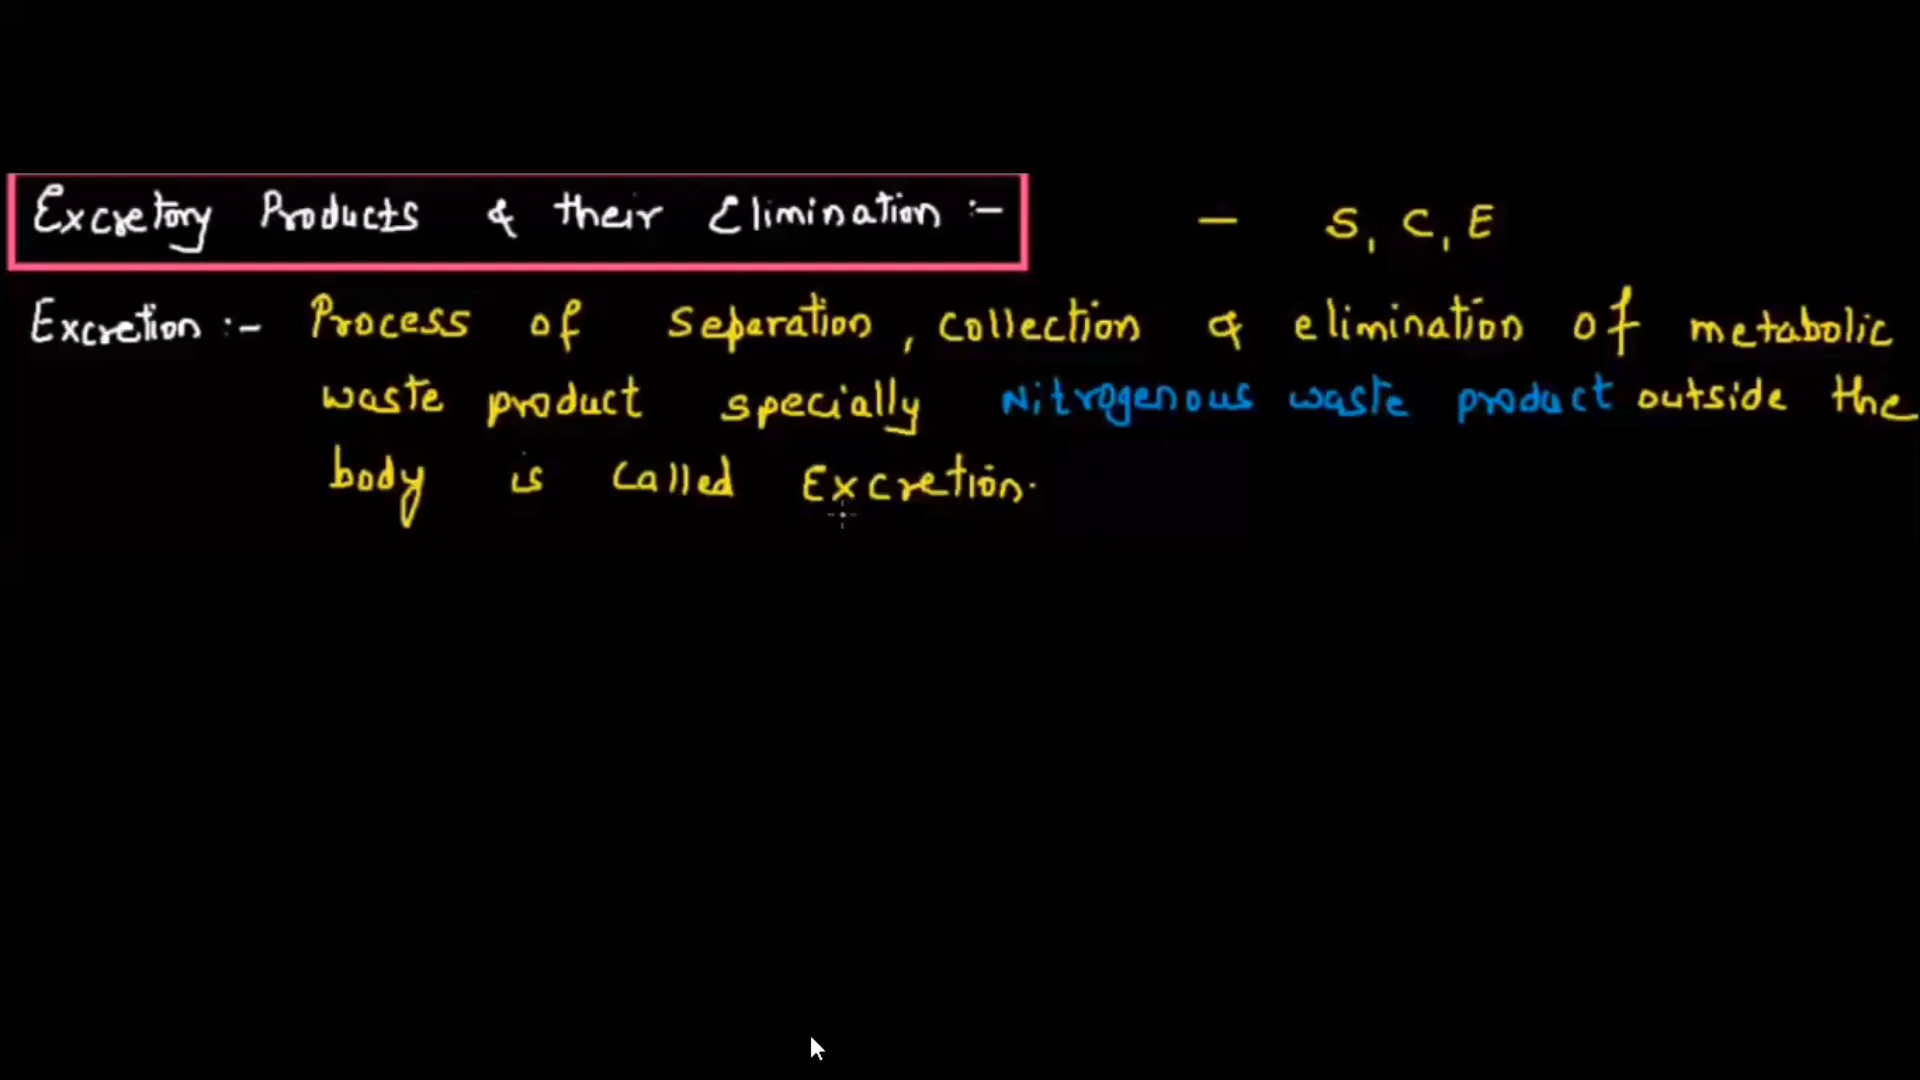 Excretory Products & their Elimination :-
- S, C, E
Excretion :- Process of separation, collection & elimination of metabolic
waste product specially Nitrogenous waste product outside the
body is called Excretion.